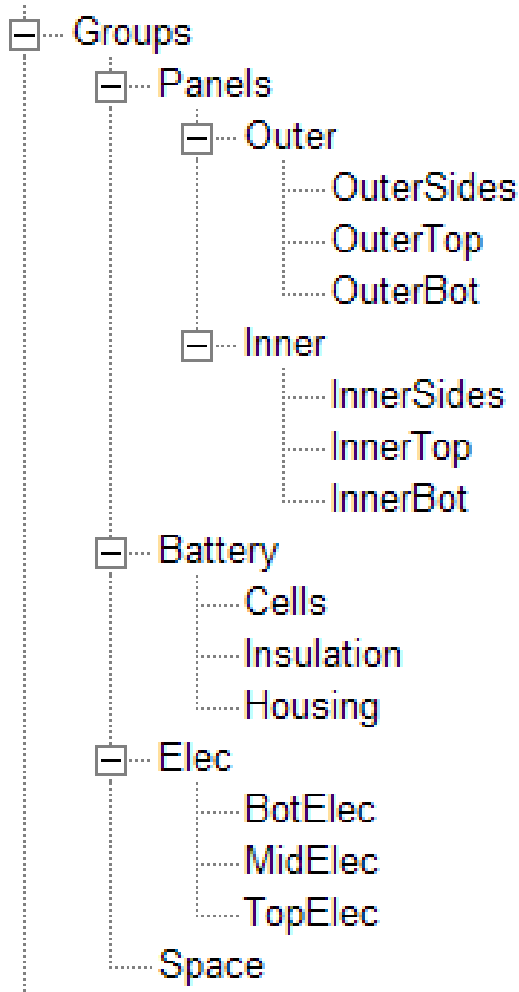 Groups
Panels
Outer
OuterSides
OuterTop
OuterBot
Inner
InnerSides
InnerTop
InnerBot
Battery
Cells
Insulation
Housing
Elec
BotElec
MidElec
TopElec
Space